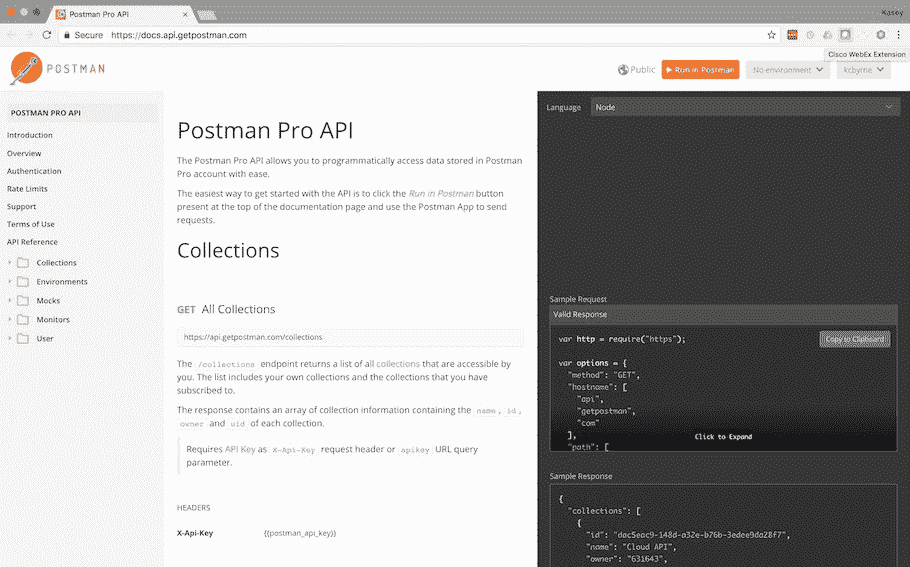 Postman Pro API
Kasey
Secure https://docs.api.getpostman.com
Cisco WebEx Extension
POSTMAN
Public
Run in Postman
No environment
kcbyrne
POSTMAN PRO API
Introduction
Overview
Authentication
Rate Limits
Support
Terms of Use
API Reference
Collections
Environments
Mocks
Monitors
User
Postman Pro API
The Postman Pro API allows you to programmatically access data stored in Postman
Pro account with ease.
The easiest way to get started with the API is to click the Run in Postman button
present at the top of the documentation page and use the Postman App to send
requests.
Collections
GET All Collections
https://api.getpostman.com/collections
The /collections endpoint returns a list of all collections that are accessible by
you. The list includes your own collections and the collections that you have
subscribed to.
The response contains an array of collection information containing the name, id,
owner and uid of each collection.
Requires API Key as X-Api-Key request header or apikey URL query
parameter.
HEADERS
X-Api-Key {{postman_api_key}}
Language Node
Sample Request
Valid Response
Copy to Clipboard
var http = require("https");
var options = {
"method": "GET",
"hostname": [
"api",
"getpostman",
"com"
],
"path": [
Click to Expand
Sample Response
{
"collections": [
{
"id": "dac5eac9-148d-a32e-b76b-3edee9da28f7",
"name": "Cloud API",
"owner": "631643",